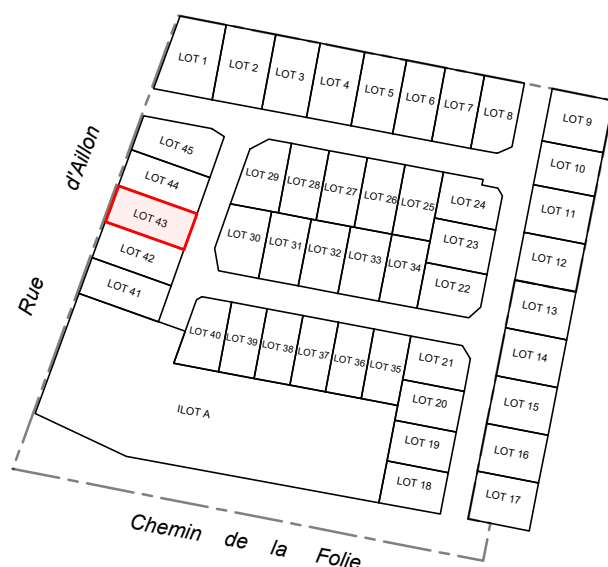 LOT 1
LOT 2
LOT 3
LOT 4
LOT 5
LOT 6
LOT 7
LOT 8
LOT 9
LOT 10
LOT 11
LOT 12
LOT 13
LOT 14
LOT 15
LOT 16
LOT 17
LOT 45
LOT 44
LOT 43
LOT 42
LOT 41
LOT 29
LOT 28
LOT 27
LOT 26
LOT 25
LOT 24
LOT 23
LOT 22
LOT 30
LOT 31
LOT 32
LOT 33
LOT 34
LOT 40
LOT 39
LOT 38
LOT 37
LOT 36
LOT 35
LOT 21
LOT 20
LOT 19
LOT 18
ILOT A
Rue d'Aillon
Chemin de la Folie